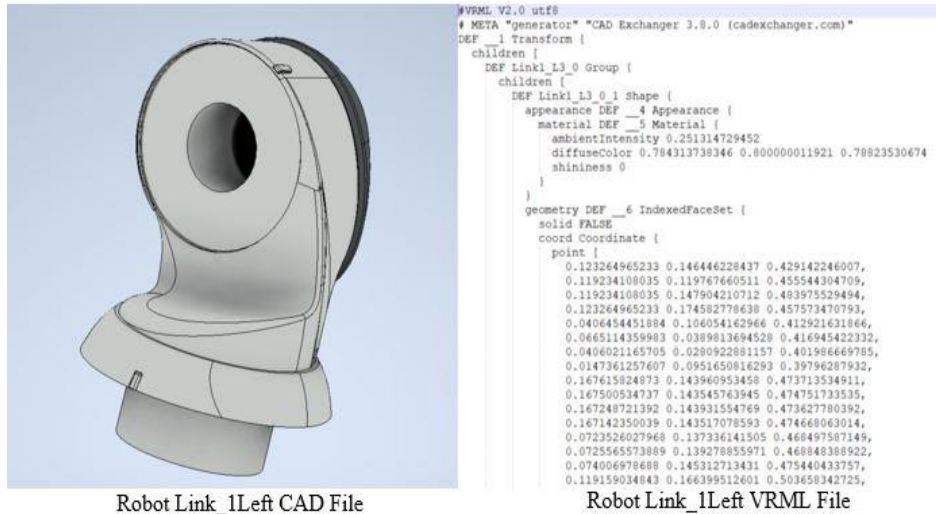 #VRML V2.0 utf8
# META "generator" "CAD Exchanger 3.8.0 (cadexchanger.com)"
DEF __1 Transform {
children [
DEF Link1_L3_0 Group {
children [
DEF Link1_L3_0_1 Shape {
appearance DEF __4 Appearance {
material DEF __5 Material {
ambientIntensity 0.251314729452
diffuseColor 0.784313738346 0.800000011921 0.78823530674
shininess 0
}
}
geometry DEF __6 IndexedFaceSet {
solid FALSE
coord Coordinate {
point [
0.123264965233 0.146446228437 0.429142246007,
0.119234108035 0.119767660511 0.455544304709,
0.119234108035 0.147904210712 0.483975529494,
0.123264965233 0.174582778638 0.457573470793,
0.0406454451884 0.106054162966 0.412921631866,
0.0665114359983 0.0389813694528 0.416945422332,
0.0406021165705 0.0280922881157 0.401986669785,
0.0147361257607 0.0951650816293 0.39796287932,
0.167615824873 0.143960953458 0.473713534911,
0.167500534737 0.143545763945 0.474751733535,
0.167248721392 0.143931554769 0.473627780392,
0.167142350039 0.143517078593 0.474668063014,
0.0723526027968 0.137336141505 0.468497587149,
0.0725565573889 0.139278855971 0.468848388922,
0.074006978688 0.145312713431 0.475440433757,
0.119159034843 0.166399512601 0.503658342725,
Robot Link_1Left CAD File
Robot Link_1Left VRML File